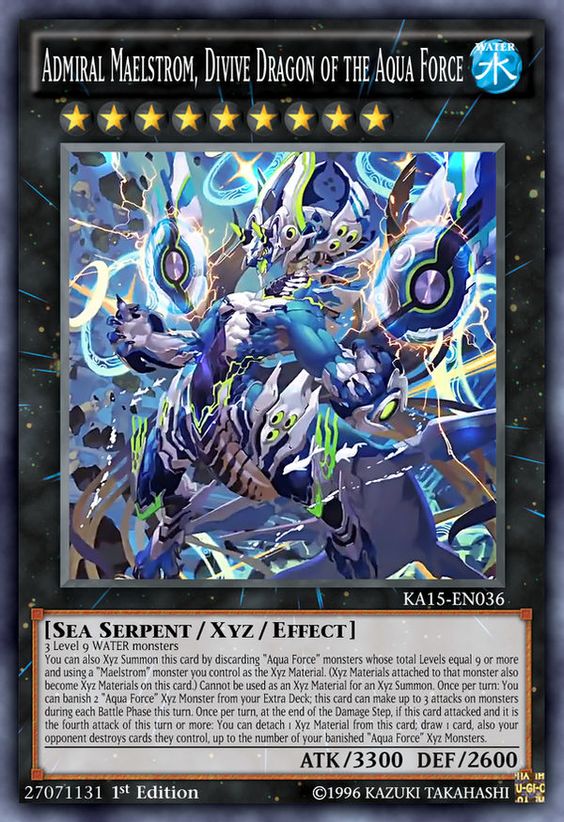 Admiral Maelstrom, Divive Dragon of the Aqua Force
WATER
水
KA15-EN036
[Sea Serpent / Xyz / Effect]
3 Level 9 WATER monsters
You can also Xyz Summon this card by discarding "Aqua Force" monsters whose total Levels equal 9 or more
and using a "Maelstrom" monster you control as the Xyz Material. (Xyz Materials attached to that monster also
become Xyz Materials on this card.) Cannot be used as an Xyz Material for an Xyz Summon. Once per turn: You
can banish 2 "Aqua Force" Xyz Monster from your Extra Deck; this card can make up to 3 attacks on monsters
during each Battle Phase this turn. Once per turn, at the end of the Damage Step, if this card attacked and it is
the fourth attack of this turn or more: You can detach 1 Xyz Material from this card; draw 1 card, also your
opponent destroys cards they control, up to the number of your banished "Aqua Force" Xyz Monsters.
ATK/3300 DEF/2600
27071131 1st Edition
©1996 KAZUKI TAKAHASHI